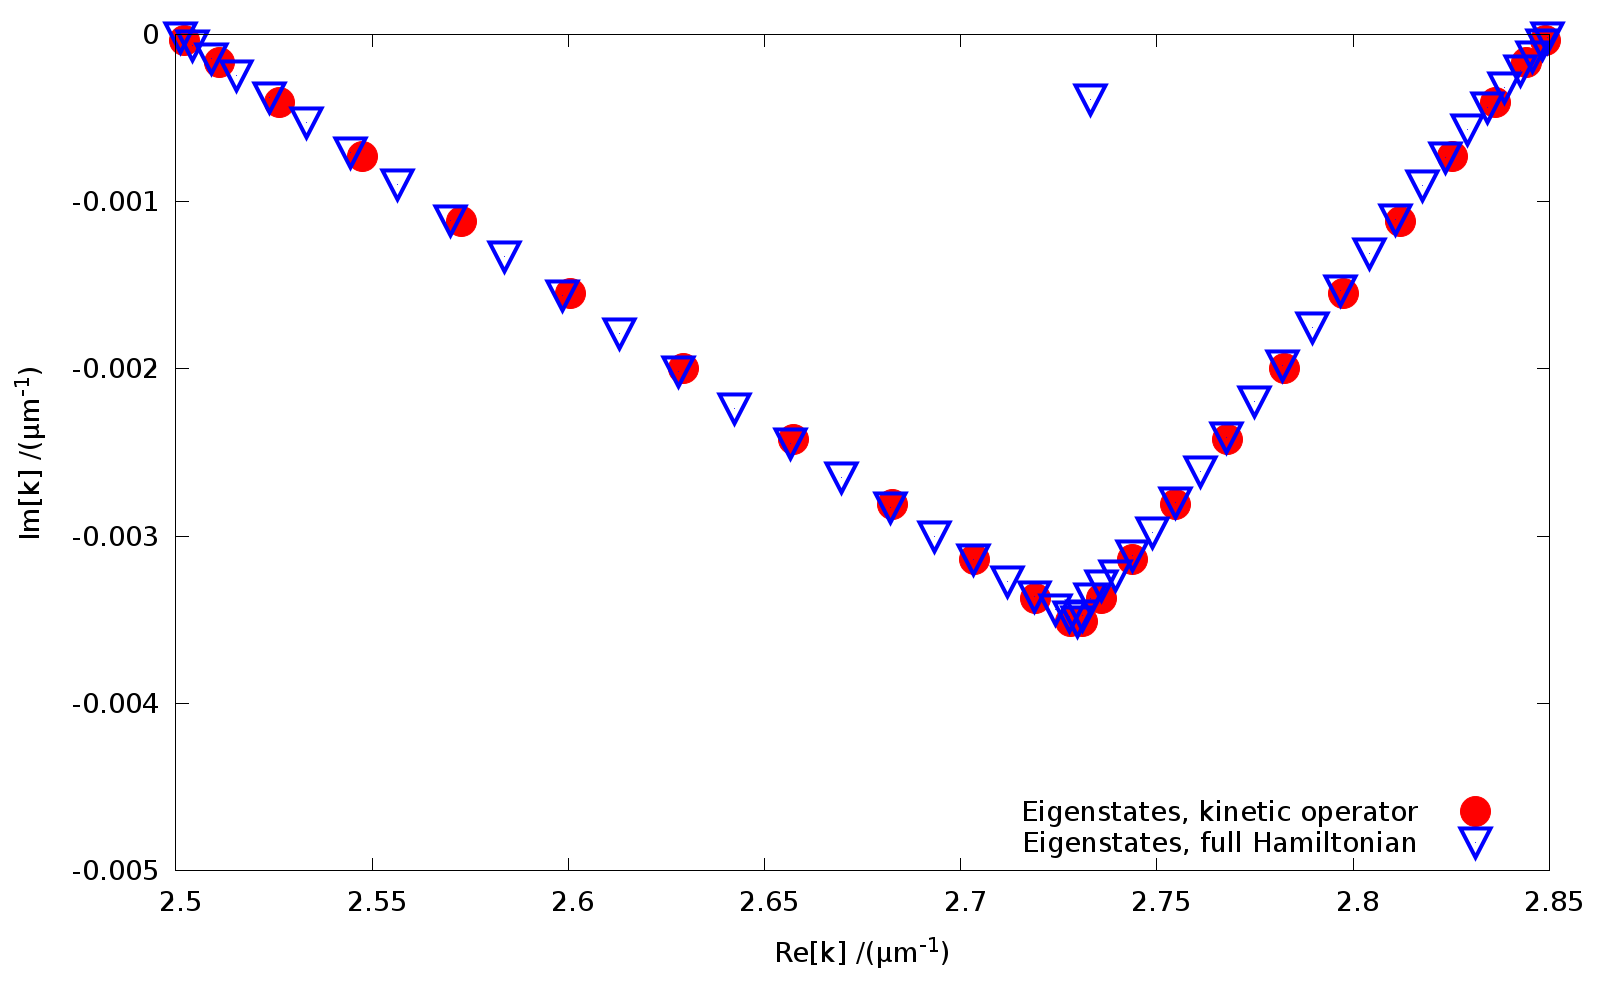 0
-0.001
-0.002
-0.003
-0.004
-0.005
Im[k] /(µm-1)
2.5 2.55 2.6 2.65 2.7 2.75 2.8 2.85
Re[k] /(µm-1)
Eigenstates, kinetic operator
Eigenstates, full Hamiltonian